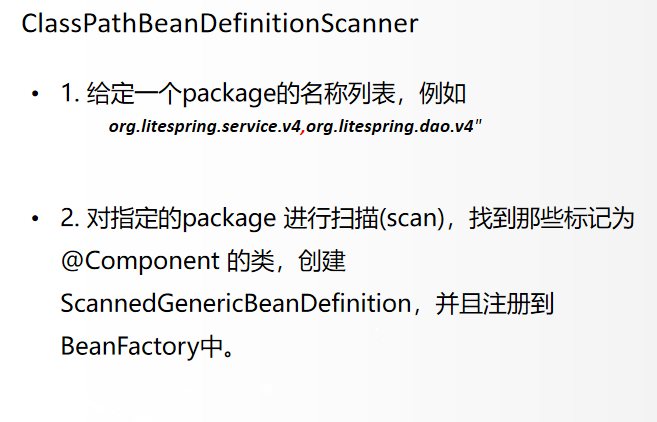 ClassPathBeanDefinitionScanner
• 1. 给定一个package的名称列表，例如
org.litespring.service.v4,org.litespring.dao.v4"
• 2. 对指定的package 进行扫描(scan)，找到那些标记为
@Component 的类，创建
ScannedGenericBeanDefinition，并且注册到
BeanFactory中。